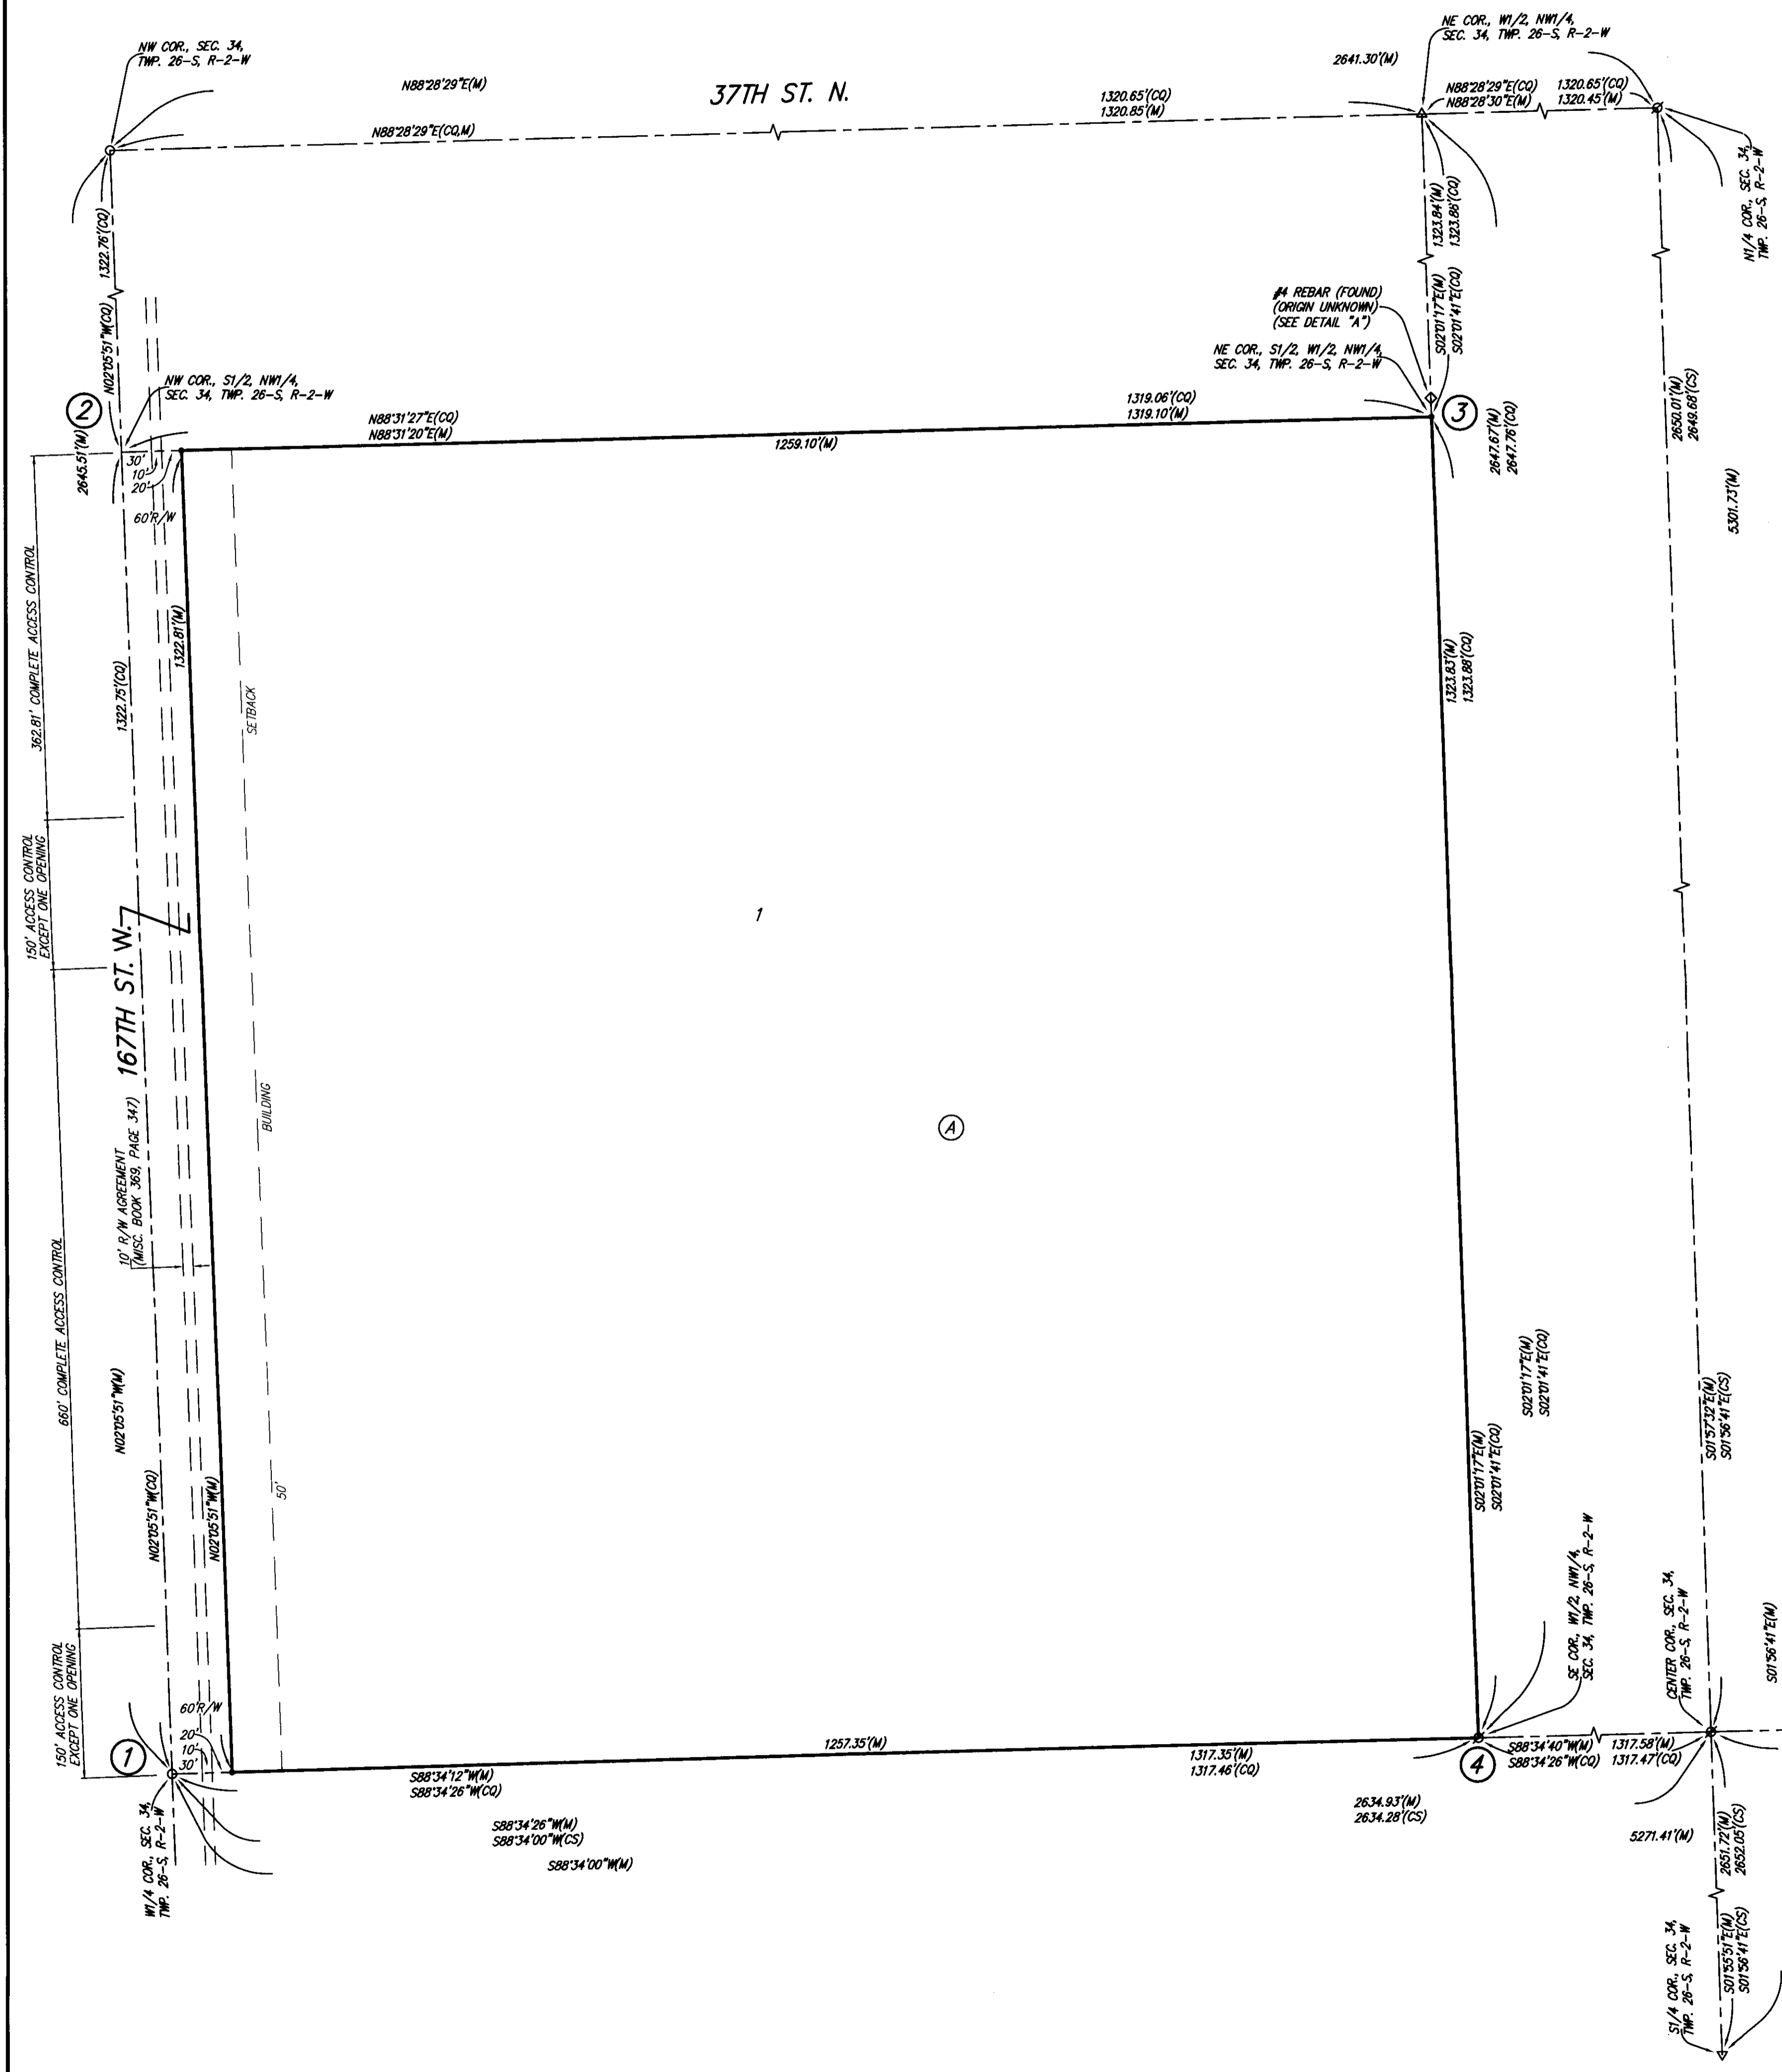 NW COR., SEC. 34,
TWP. 26-S, R-2-W
N88°28'29"E(M)
37TH ST. N.
2641.30'(M)
NE COR., W1/2, NW1/4,
SEC. 34, TWP. 26-S, R-2-W
N88°28'29"E(CQ,M)
1320.65'(CQ)
1320.85'(M)
N88°28'29"E(CQ)
N88°28'30"E(M)
1320.65'(CQ)
1320.45'(M)
N1/4 COR., SEC. 34,
TWP. 26-S, R-2-W
1322.76'(CQ)
N02°05'51"W(CQ)
1323.84'(M)
1323.88'(CQ)
S02°01'17"E(M)
S02°01'41"E(CQ)
#4 REBAR (FOUND)
(ORIGIN UNKNOWN)
(SEE DETAIL "A")
NE COR., S1/2, W1/2, NW1/4,
SEC. 34, TWP. 26-S, R-2-W
NW COR., S1/2, NW1/4,
SEC. 34, TWP. 26-S, R-2-W
2
2645.51'(M)
N88°31'27"E(CQ)
N88°31'20"E(M)
1259.10'(M)
1319.06'(CQ)
1319.10'(M)
3
2647.67'(M)
2647.76'(CQ)
2650.01'(M)
2649.68'(CS)
5301.73'(M)
30'
10'
20'
60'R/W
362.81' COMPLETE ACCESS CONTROL
1322.75'(CQ)
1322.81'(M)
SETBACK
1323.83'(M)
1323.88'(CQ)
150' ACCESS CONTROL
EXCEPT ONE OPENING
167TH ST. W.
1
A
BUILDING
10' R/W AGREEMENT
(MISC. BOOK 369, PAGE 347)
660' COMPLETE ACCESS CONTROL
N02°05'51"W(M)
N02°05'51"W(CQ)
N02°05'51"W(M)
50'
S02°01'17"E(M)
S02°01'41"E(CQ)
S02°01'17"E(M)
S02°01'41"E(CQ)
S01°57'32"E(M)
S01°56'41"E(CS)
SE COR., W1/2, NW1/4,
SEC. 34, TWP. 26-S, R-2-W
CENTER COR., SEC. 34,
TWP. 26-S, R-2-W
S01°56'41"E(M)
150' ACCESS CONTROL
EXCEPT ONE OPENING
60'R/W
20'
10'
30'
1
W1/4 COR., SEC. 34,
TWP. 26-S, R-2-W
1257.35'(M)
S88°34'12"W(M)
S88°34'26"W(CQ)
1317.35'(M)
1317.46'(CQ)
4
S88°34'40"W(M)
S88°34'26"W(CQ)
1317.58'(M)
1317.47'(CQ)
S88°34'26"W(M)
S88°34'00"W(CS)
2634.93'(M)
2634.28'(CS)
S88°34'00"W(M)
5271.41'(M)
2651.72'(M)
2652.05'(CS)
S01°55'51"E(M)
S01°56'41"E(CS)
S1/4 COR., SEC. 34,
TWP. 26-S, R-2-W